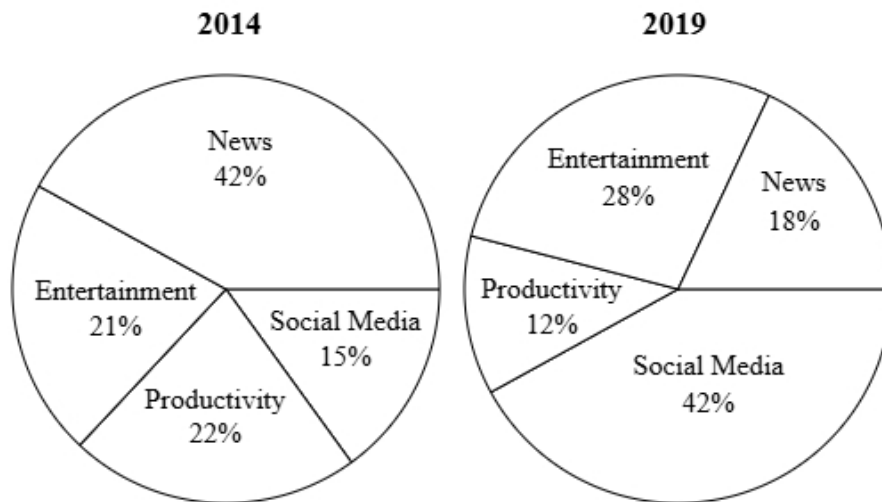 2014
News
42%
Entertainment
21%
Social Media
15%
Productivity
22%
2019
Entertainment
28%
News
18%
Productivity
12%
Social Media
42%